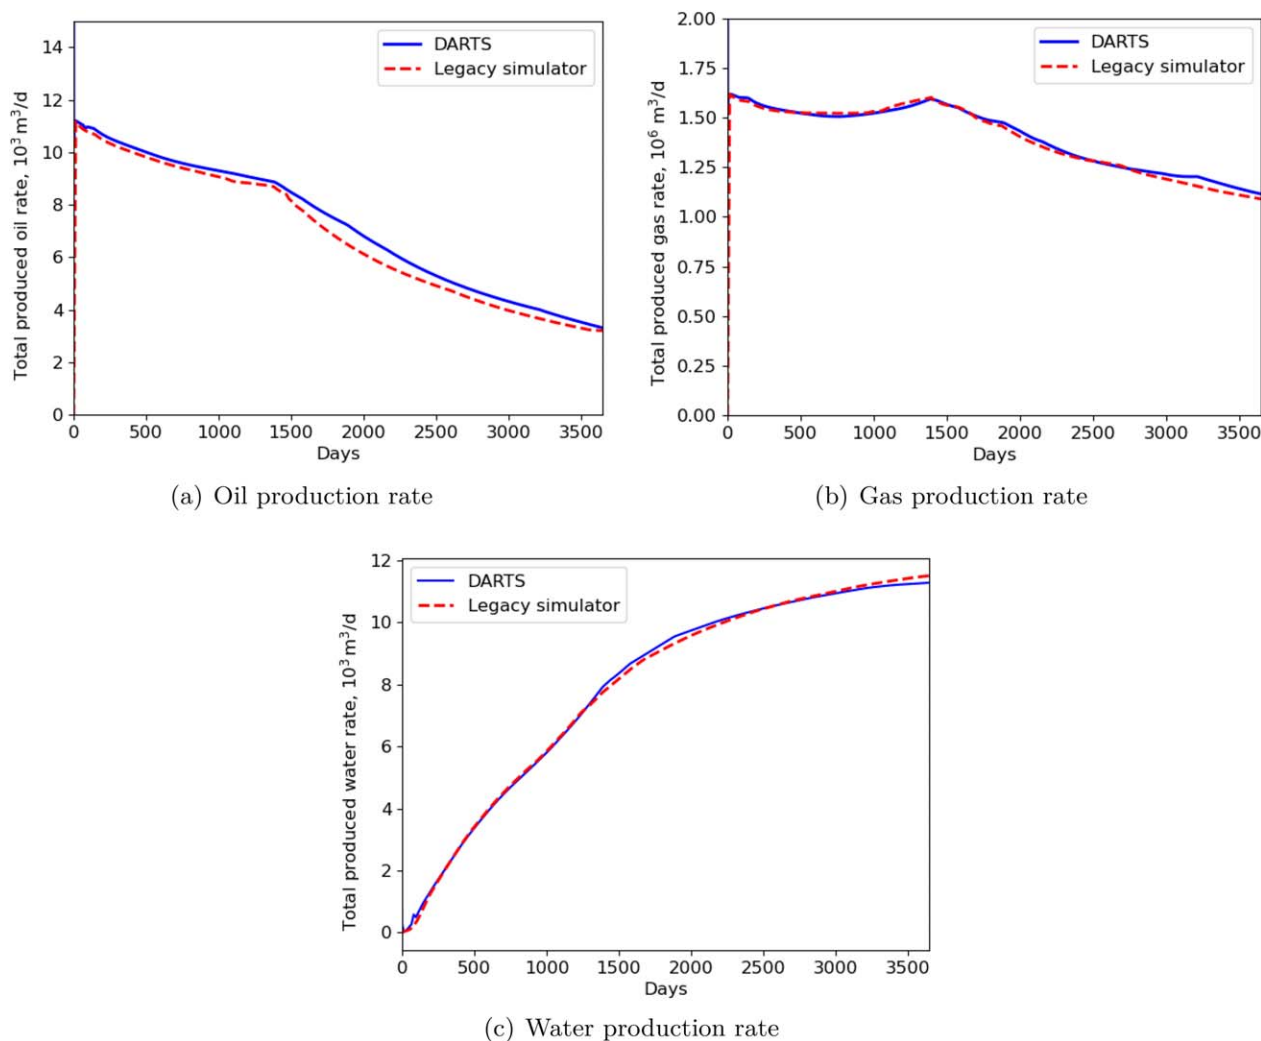 14
12
10
8
6
4
2
0
Total produced oil rate, 10³ m³/d
DARTS
Legacy simulator
0 500 1000 1500 2000 2500 3000 3500
Days
(a) Oil production rate
2.00
1.75
1.50
1.25
1.00
0.75
0.50
0.25
0.00
Total produced gas rate, 10⁶ m³/d
DARTS
Legacy simulator
0 500 1000 1500 2000 2500 3000 3500
Days
(b) Gas production rate
12
10
8
6
4
2
0
Total produced water rate, 10³ m³/d
DARTS
Legacy simulator
0 500 1000 1500 2000 2500 3000 3500
Days
(c) Water production rate